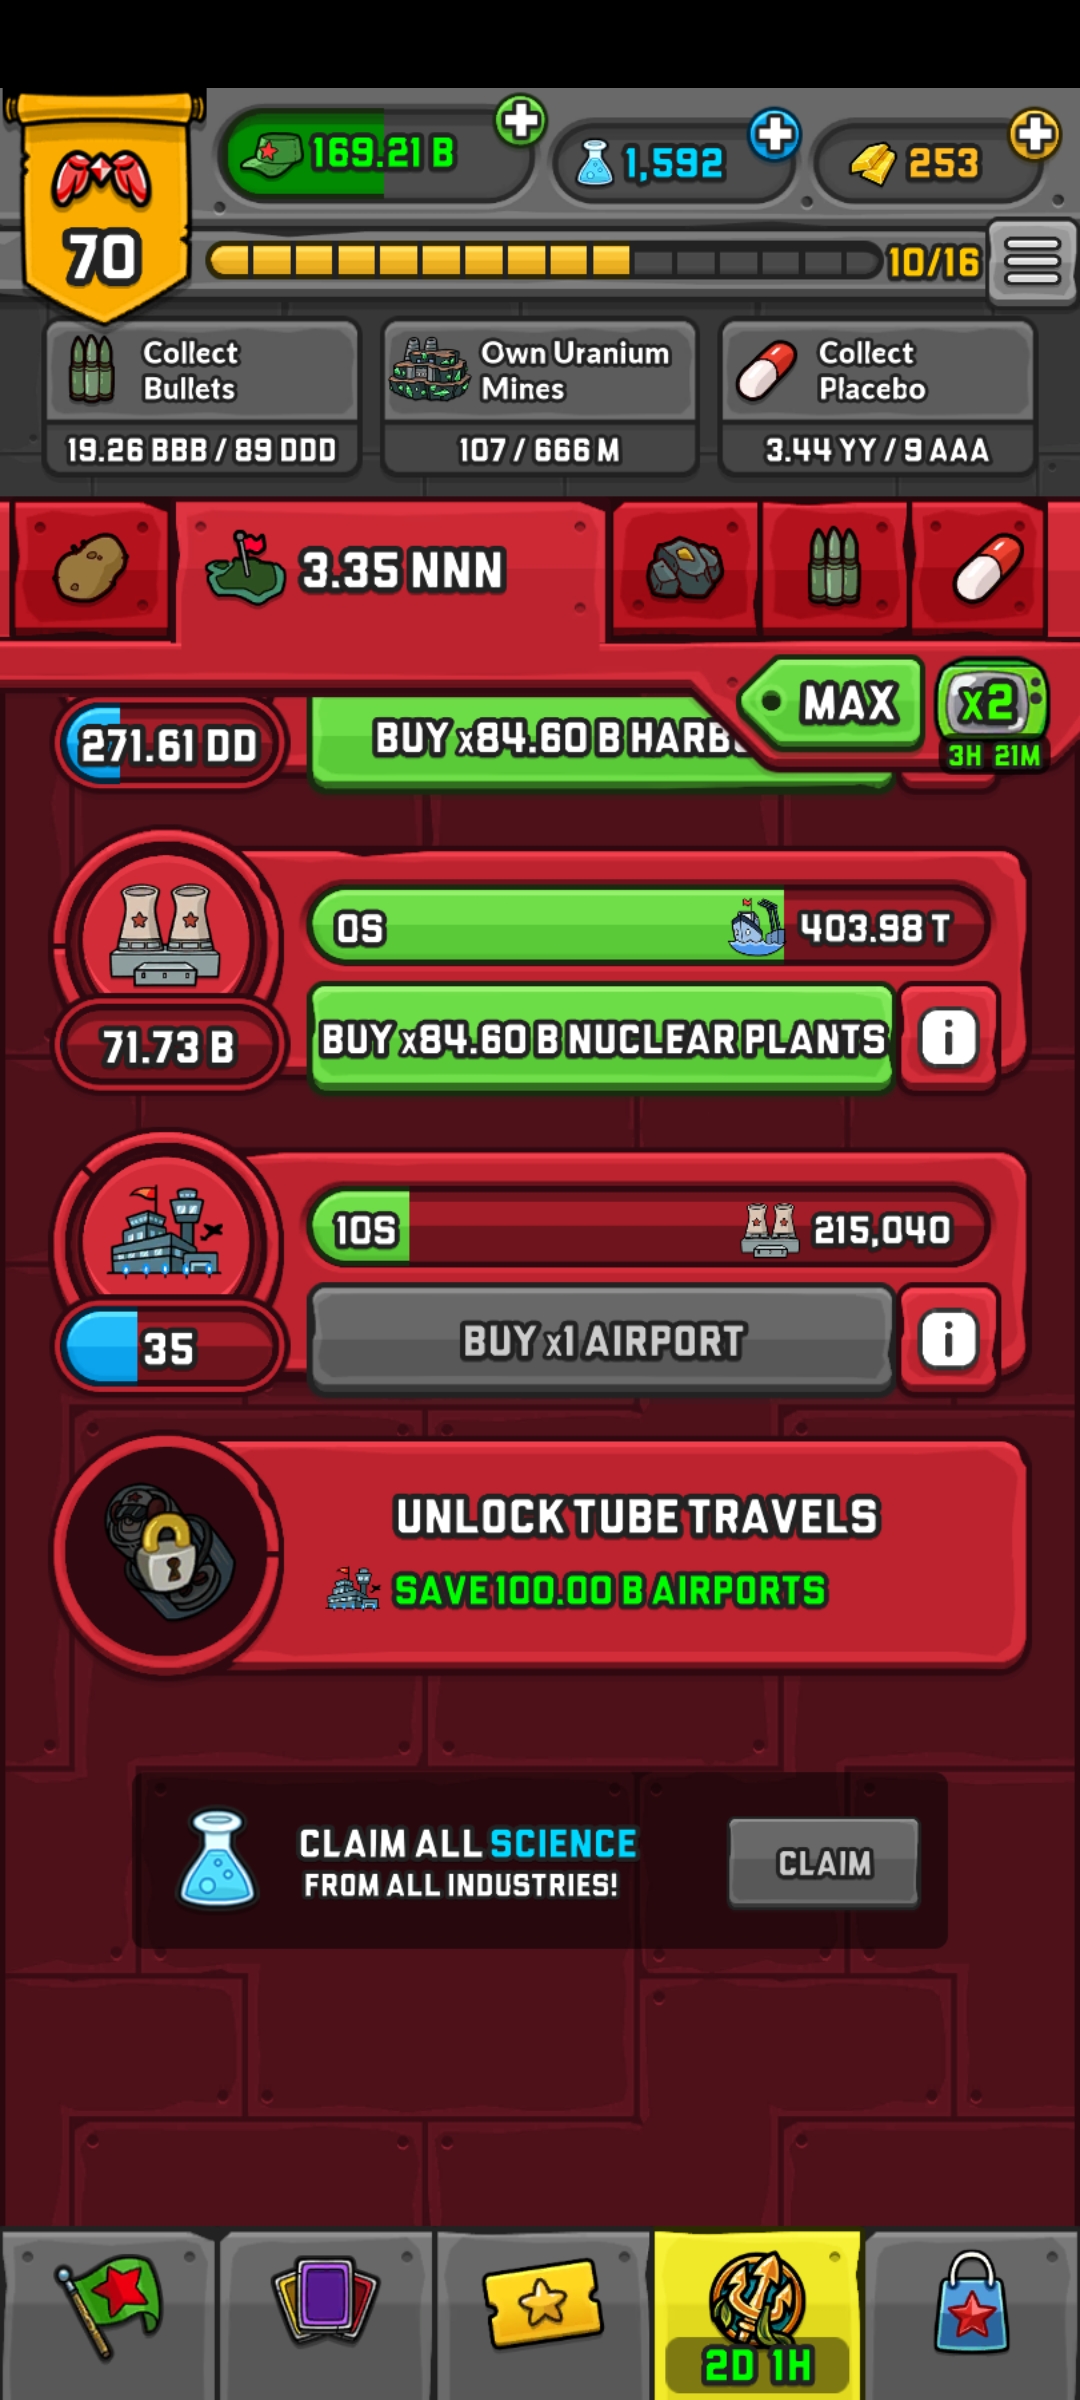 169.21 B
1,592
253
70
10/16
Collect
Bullets
19.26 BBB / 89 DDD
Own Uranium
Mines
107 / 666 M
Collect
Placebo
3.44 YY / 9 AAA
3.35 NNN
MAX
x2
3H 21M
271.61 DD
BUY x84.60 B
0S
403.98 T
71.73 B
BUY x84.60 B NUCLEAR PLANTS
i
10S
215,040
35
BUY x1 AIRPORT
i
UNLOCK TUBE TRAVELS
SAVE 100.00 B AIRPORTS
CLAIM ALL SCIENCE
FROM ALL INDUSTRIES!
CLAIM
2D 1H